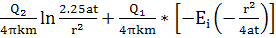 Q₂/4πkm ln 2.25at/r² + Q₁/4πkm * [−Eᵢ(−r²/4at)]